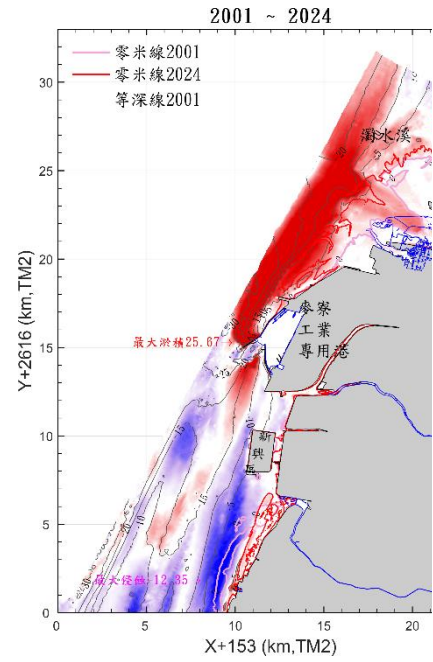 2001 ~ 2024
零米線2001
零米線2024
等深線2001
濁水溪
麥寮
工業
專用港
最大淤積25.67
新
興
區
最大侵蝕-12.35
Y+2616 (km,TM2)
X+153 (km,TM2)
30
25
20
15
10
5
0
0
5
10
15
20